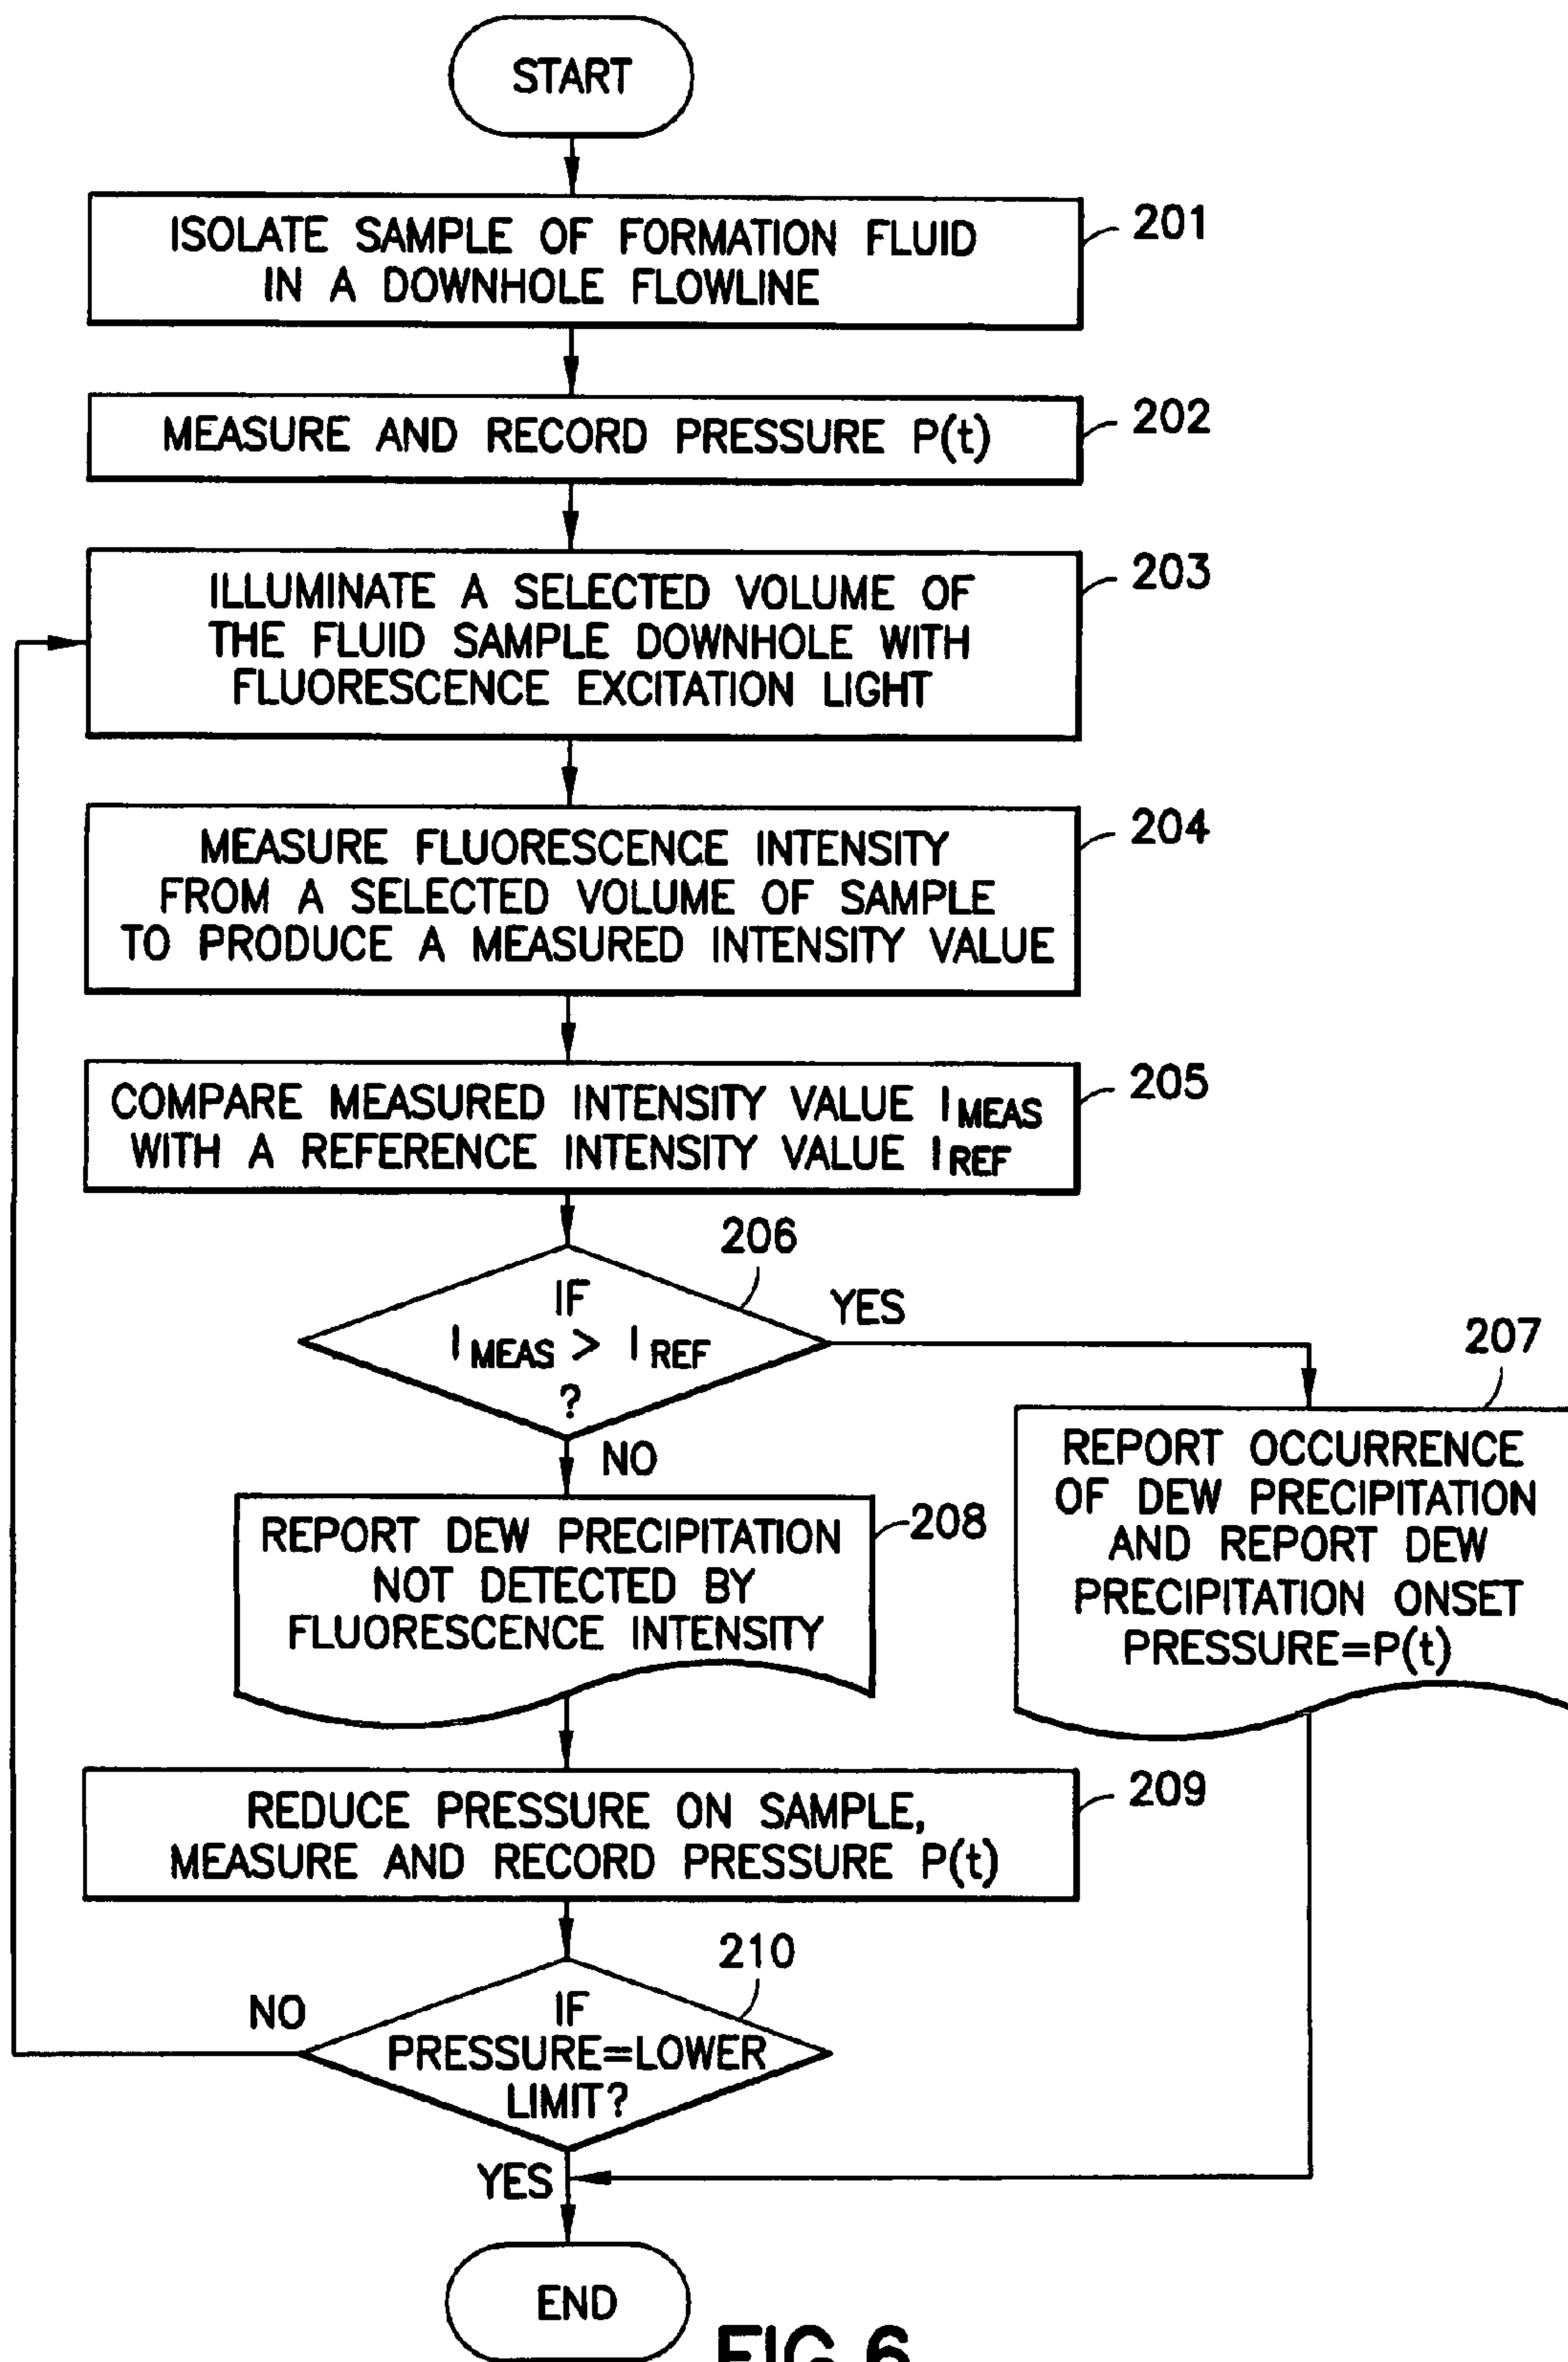 START
ISOLATE SAMPLE OF FORMATION FLUID
IN A DOWNHOLE FLOWLINE
201
MEASURE AND RECORD PRESSURE P(t)
202
ILLUMINATE A SELECTED VOLUME OF
THE FLUID SAMPLE DOWNHOLE WITH
FLUORESCENCE EXCITATION LIGHT
203
MEASURE FLUORESCENCE INTENSITY
FROM A SELECTED VOLUME OF SAMPLE
TO PRODUCE A MEASURED INTENSITY VALUE
204
COMPARE MEASURED INTENSITY VALUE I MEAS
WITH A REFERENCE INTENSITY VALUE I REF
205
206
IF
I MEAS > I REF
?
YES
NO
207
REPORT OCCURRENCE
OF DEW PRECIPITATION
AND REPORT DEW
PRECIPITATION ONSET
PRESSURE=P(t)
REPORT DEW PRECIPITATION
NOT DETECTED BY
FLUORESCENCE INTENSITY
208
REDUCE PRESSURE ON SAMPLE,
MEASURE AND RECORD PRESSURE P(t)
209
210
IF
PRESSURE=LOWER
LIMIT?
NO
YES
END
FIG.6